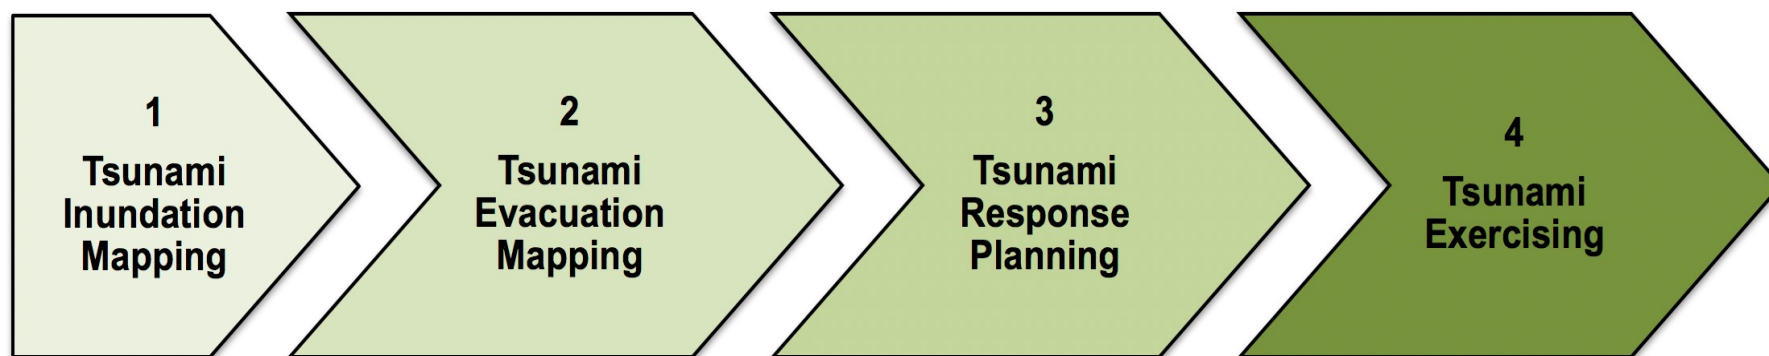 1
Tsunami
Inundation
Mapping
2
Tsunami
Evacuation
Mapping
3
Tsunami
Response
Planning
4
Tsunami
Exercising